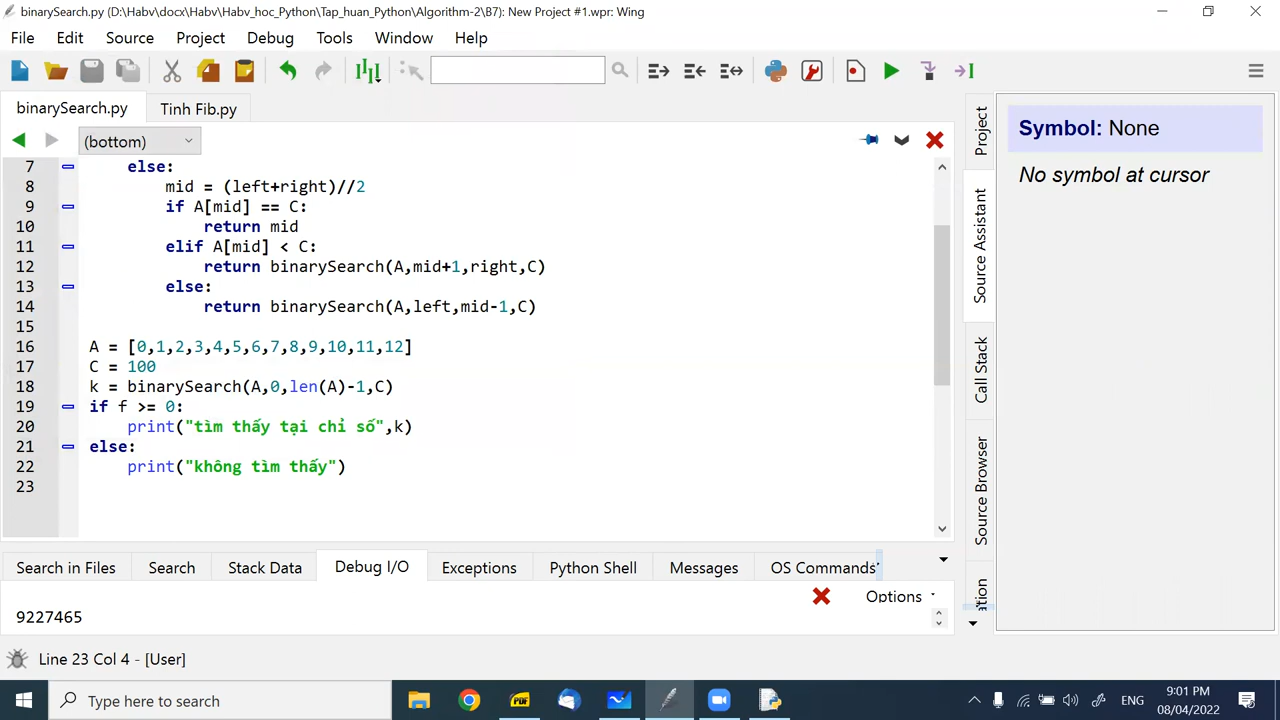 binarySearch.py (D:\Habv\docx\Habv\Habv_hoc_Python\Tap_huan_Python\Algorithm-2\B7): New Project #1.wpr: Wing
File Edit Source Project Debug Tools Window Help
binarySearch.py Tinh Fib.py
(bottom)
7 else:
8 mid = (left+right)//2
9 if A[mid] == C:
10 return mid
11 elif A[mid] < C:
12 return binarySearch(A,mid+1,right,C)
13 else:
14 return binarySearch(A,left,mid-1,C)
15
16 A = [0,1,2,3,4,5,6,7,8,9,10,11,12]
17 C = 100
18 k = binarySearch(A,0,len(A)-1,C)
19 if f >= 0:
20 print("tìm thấy tại chỉ số",k)
21 else:
22 print("không tìm thấy")
23
Project
Source Assistant
Call Stack
Source Browser
Symbol: None
No symbol at cursor
Search in Files Search Stack Data Debug I/O Exceptions Python Shell Messages OS Commands
Options
9227465
Line 23 Col 4 - [User]
Type here to search
PDF
ENG
9:01 PM
08/04/2022